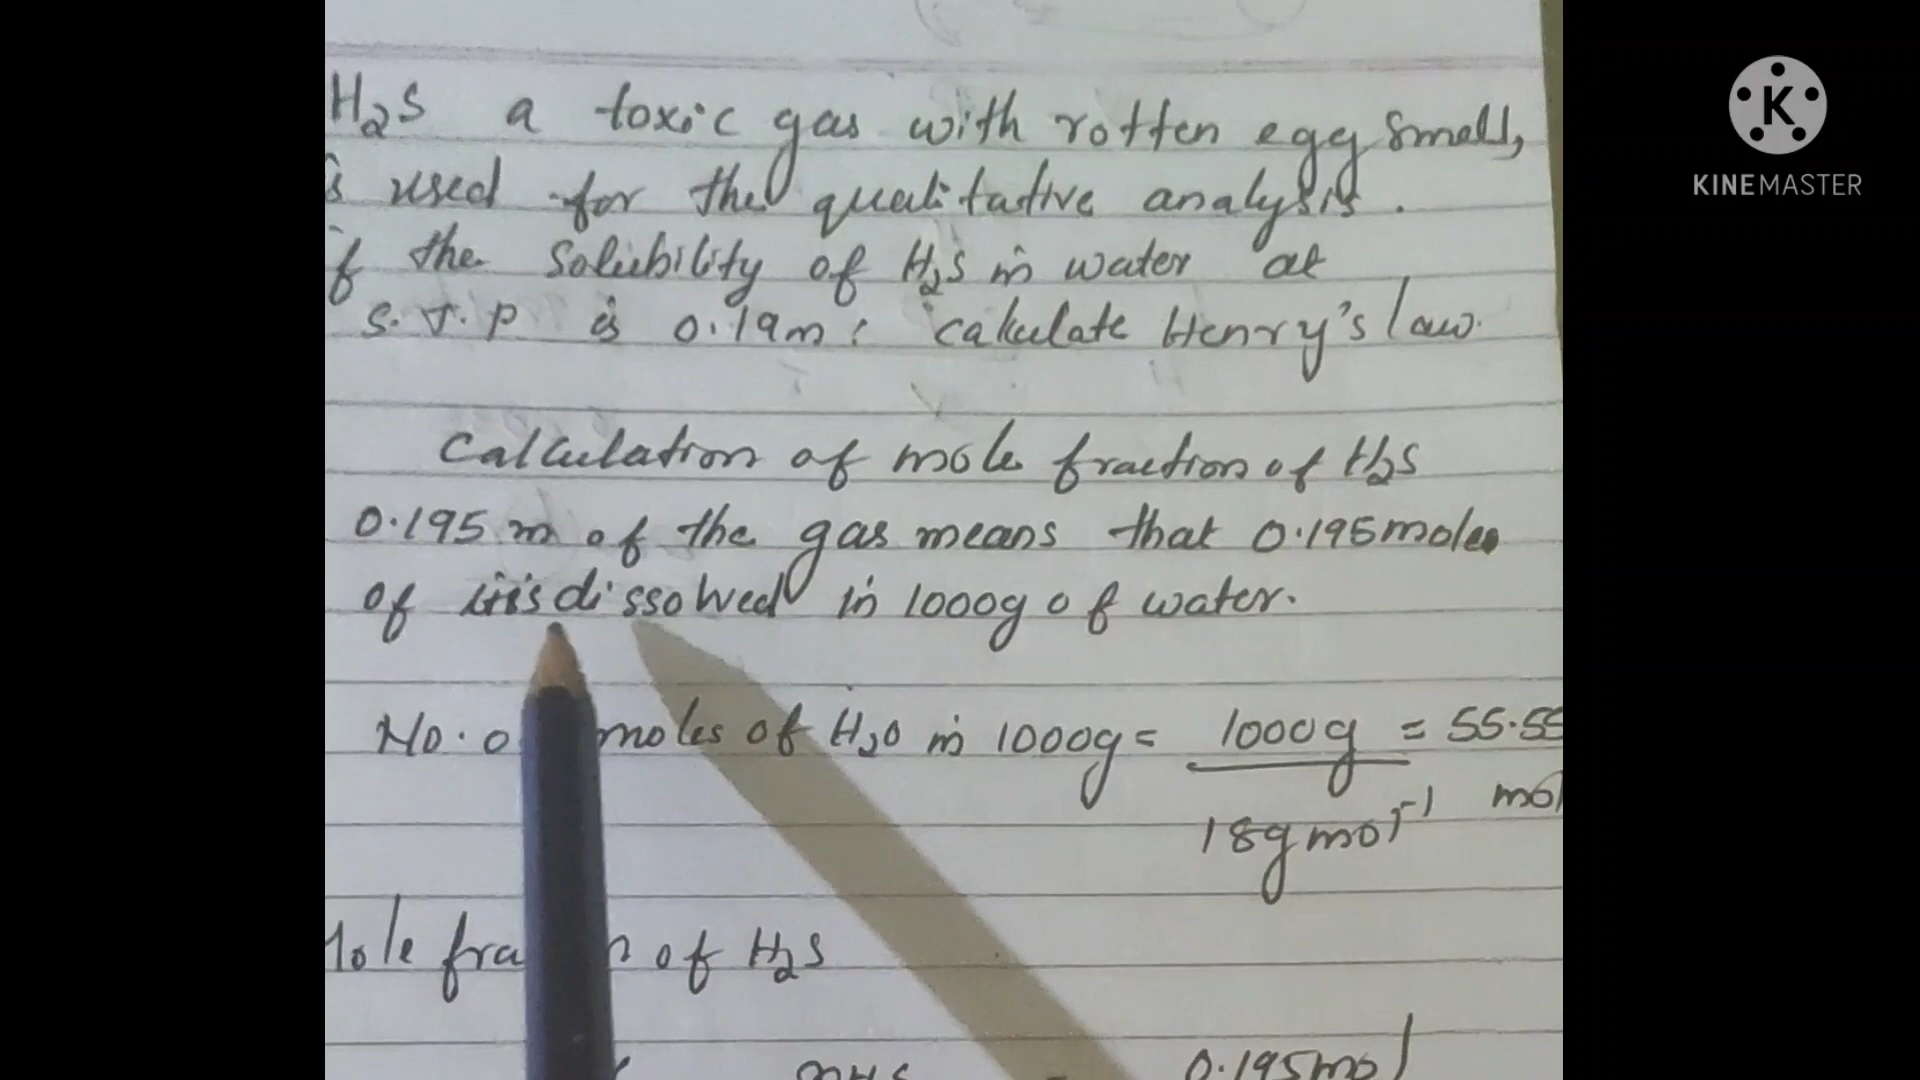 H2S a toxic gas with rotten egg smell,
is used for the qualitative analysis.
if the solubility of H2S in water at
S.T.P is 0.19m: calculate Henry's law.
Calculation of mole fraction of H2S
0.195 m of the gas means that 0.195 moles
of it is dissolved in 1000g of water.
No. o moles of H2O in 1000g = 1000g = 55.55
18g mol-1 mol
Mole fra n of H2S
0.195mol
KINEMASTER